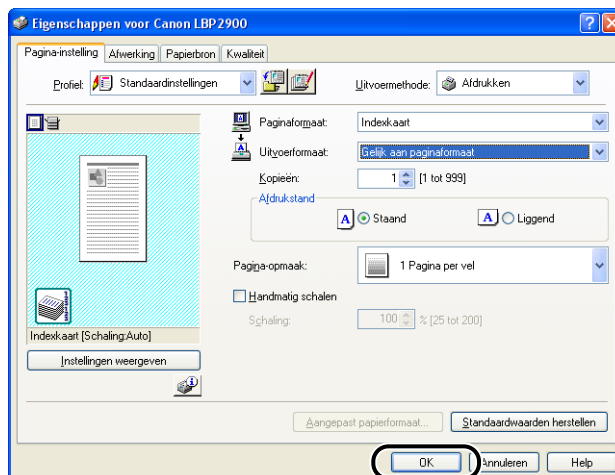 Eigenschappen voor Canon LBP2900
Pagina-instelling Afwerking Papierbron Kwaliteit
Profiel: Standaardinstellingen Uitvoermethode: Afdrukken
Paginaformaat: Indexkaart
Uitvoerformaat: Gelijk aan paginaformaat
Kopieën: 1 [1 tot 999]
Afdrukstand
A Staand A Liggend
Pagina-opmaak: 1 Pagina per vel
Handmatig schalen
Schaling: 100 % [25 tot 200]
Indexkaart [Schaling:Auto]
Instellingen weergeven
Aangepast papierformaat... Standaardwaarden herstellen
OK Annuleren Help